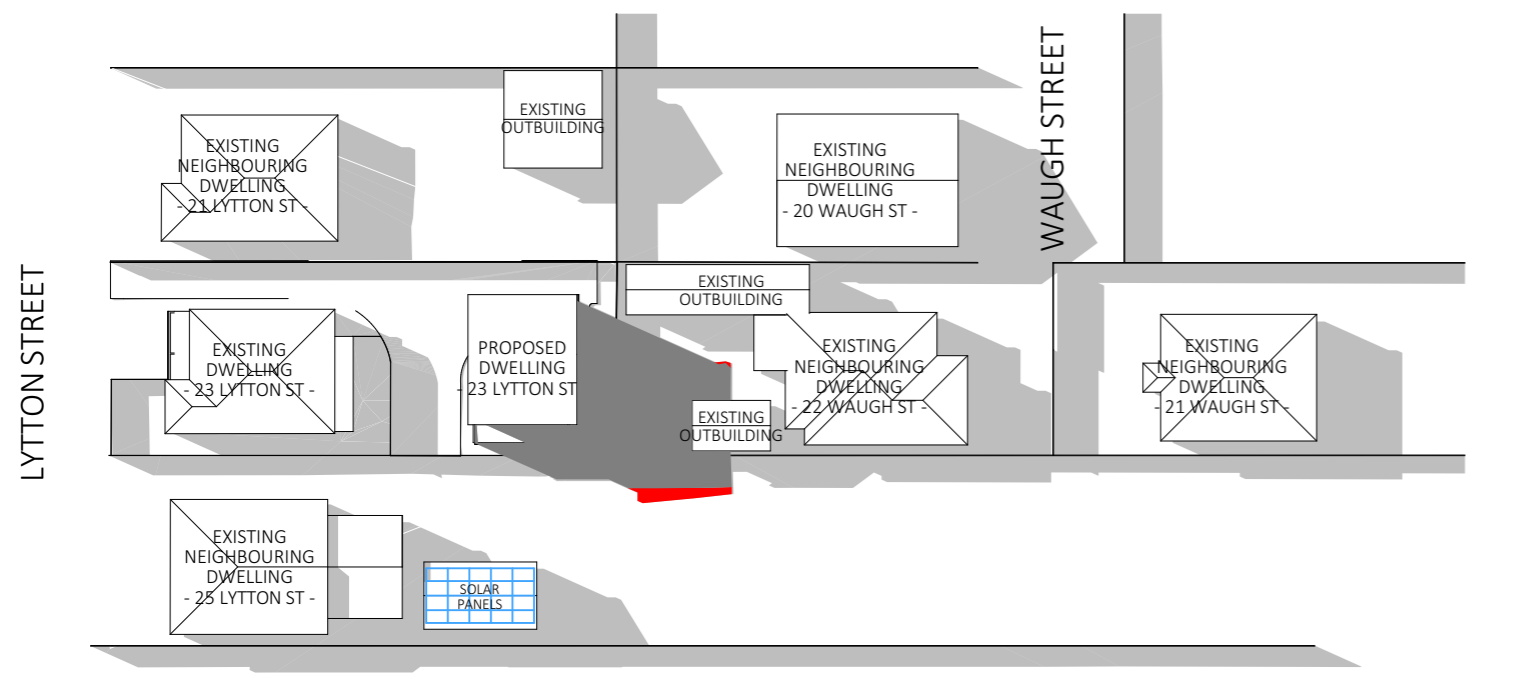 WAUGH STREET
EXISTING
OUTBUILDING
EXISTING
NEIGHBOURING
DWELLING
- 21 LYTTON ST -
EXISTING
NEIGHBOURING
DWELLING
- 20 WAUGH ST -
LYTTON STREET
EXISTING
OUTBUILDING
EXISTING
DWELLING
- 23 LYTTON ST -
PROPOSED
DWELLING
- 23 LYTTON ST
EXISTING
NEIGHBOURING
DWELLING
- 22 WAUGH ST -
EXISTING
NEIGHBOURING
DWELLING
- 21 WAUGH ST -
EXISTING
OUTBUILDING
EXISTING
NEIGHBOURING
DWELLING
- 25 LYTTON ST -
SOLAR
PANELS